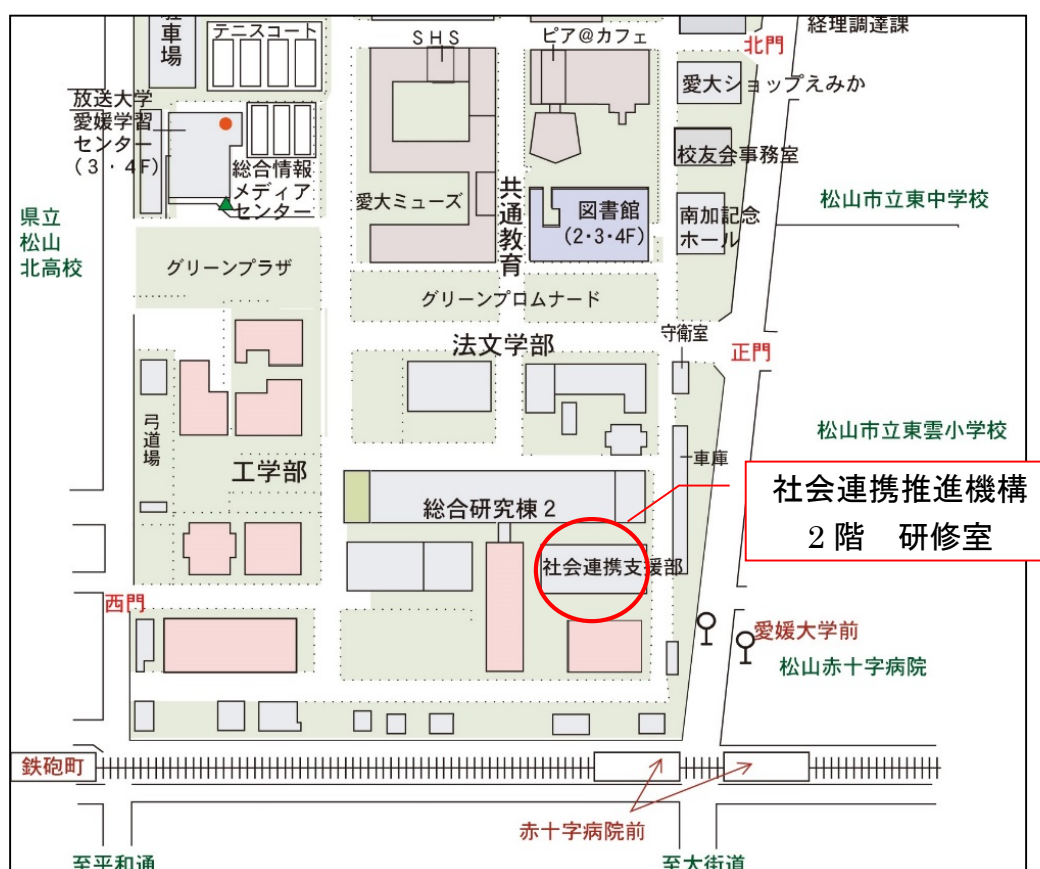 駐
車
場
テニスコート
SHS
ピア@カフェ
経理調達課
北門
愛大ショップえみか
放送大学
愛媛学習
センター
(3・4F)
総合情報
メディア
センター
校友会事務室
愛大ミューズ
共通教育
図書館
(2・3・4F)
南加記念
ホール
松山市立東中学校
県立
松山
北高校
グリーンプラザ
グリーンプロムナード
法文学部
守衛室
正門
弓道場
松山市立東雲小学校
工学部
車庫
社会連携推進機構
2階 研修室
総合研究棟2
社会連携支援部
西門
愛媛大学前
松山赤十字病院
鉄砲町
赤十字病院前
至平和通
至大街道